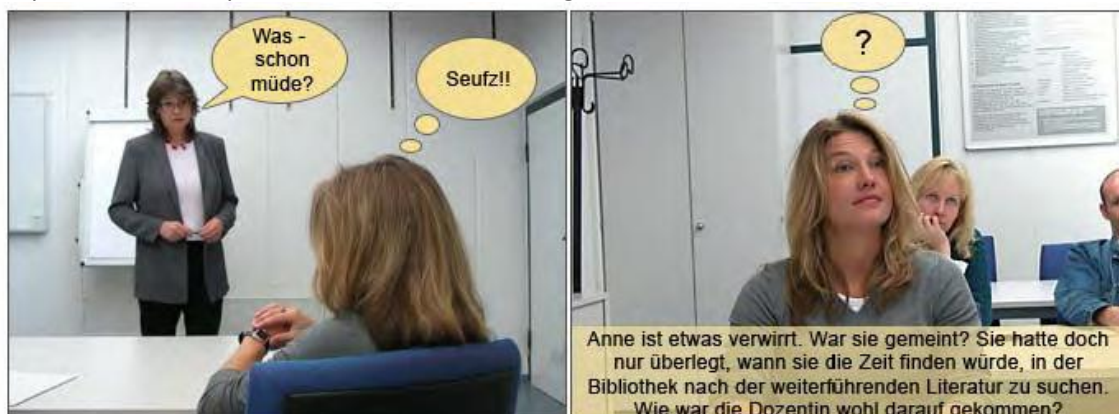 Was -
schon
müde?
Seufz!!
?
Anne ist etwas verwirrt. War sie gemeint? Sie hatte doch
nur überlegt, wann sie die Zeit finden würde, in der
Bibliothek nach der weiterführenden Literatur zu suchen.
Wie war die Dozentin wohl darauf gekommen?